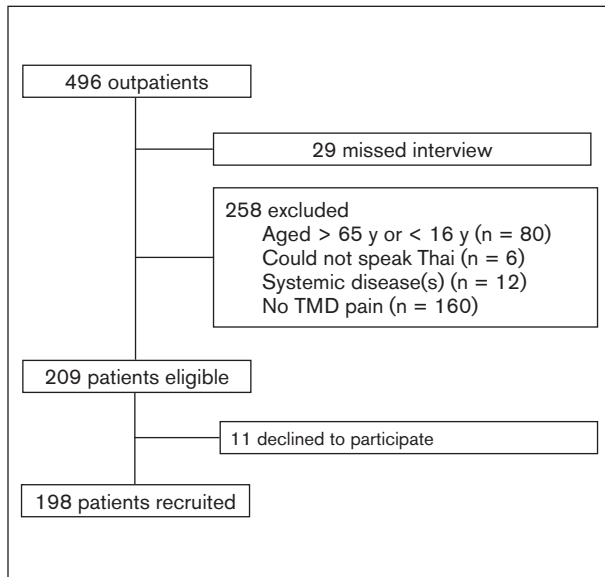 496 outpatients
29 missed interview
258 excluded
Aged > 65 y or < 16 y (n = 80)
Could not speak Thai (n = 6)
Systemic disease(s) (n = 12)
No TMD pain (n = 160)
209 patients eligible
11 declined to participate
198 patients recruited